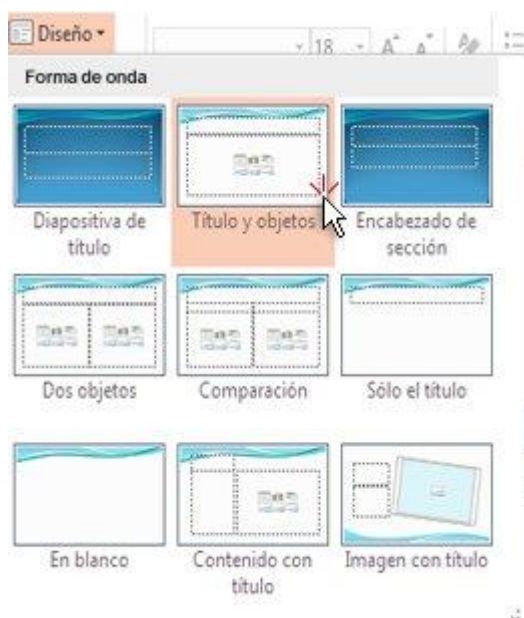 Diseño
18 A A
Forma de onda
Diapositiva de título
Título y objetos
Encabezado de sección
Dos objetos
Comparación
Sólo el título
En blanco
Contenido con título
Imagen con título